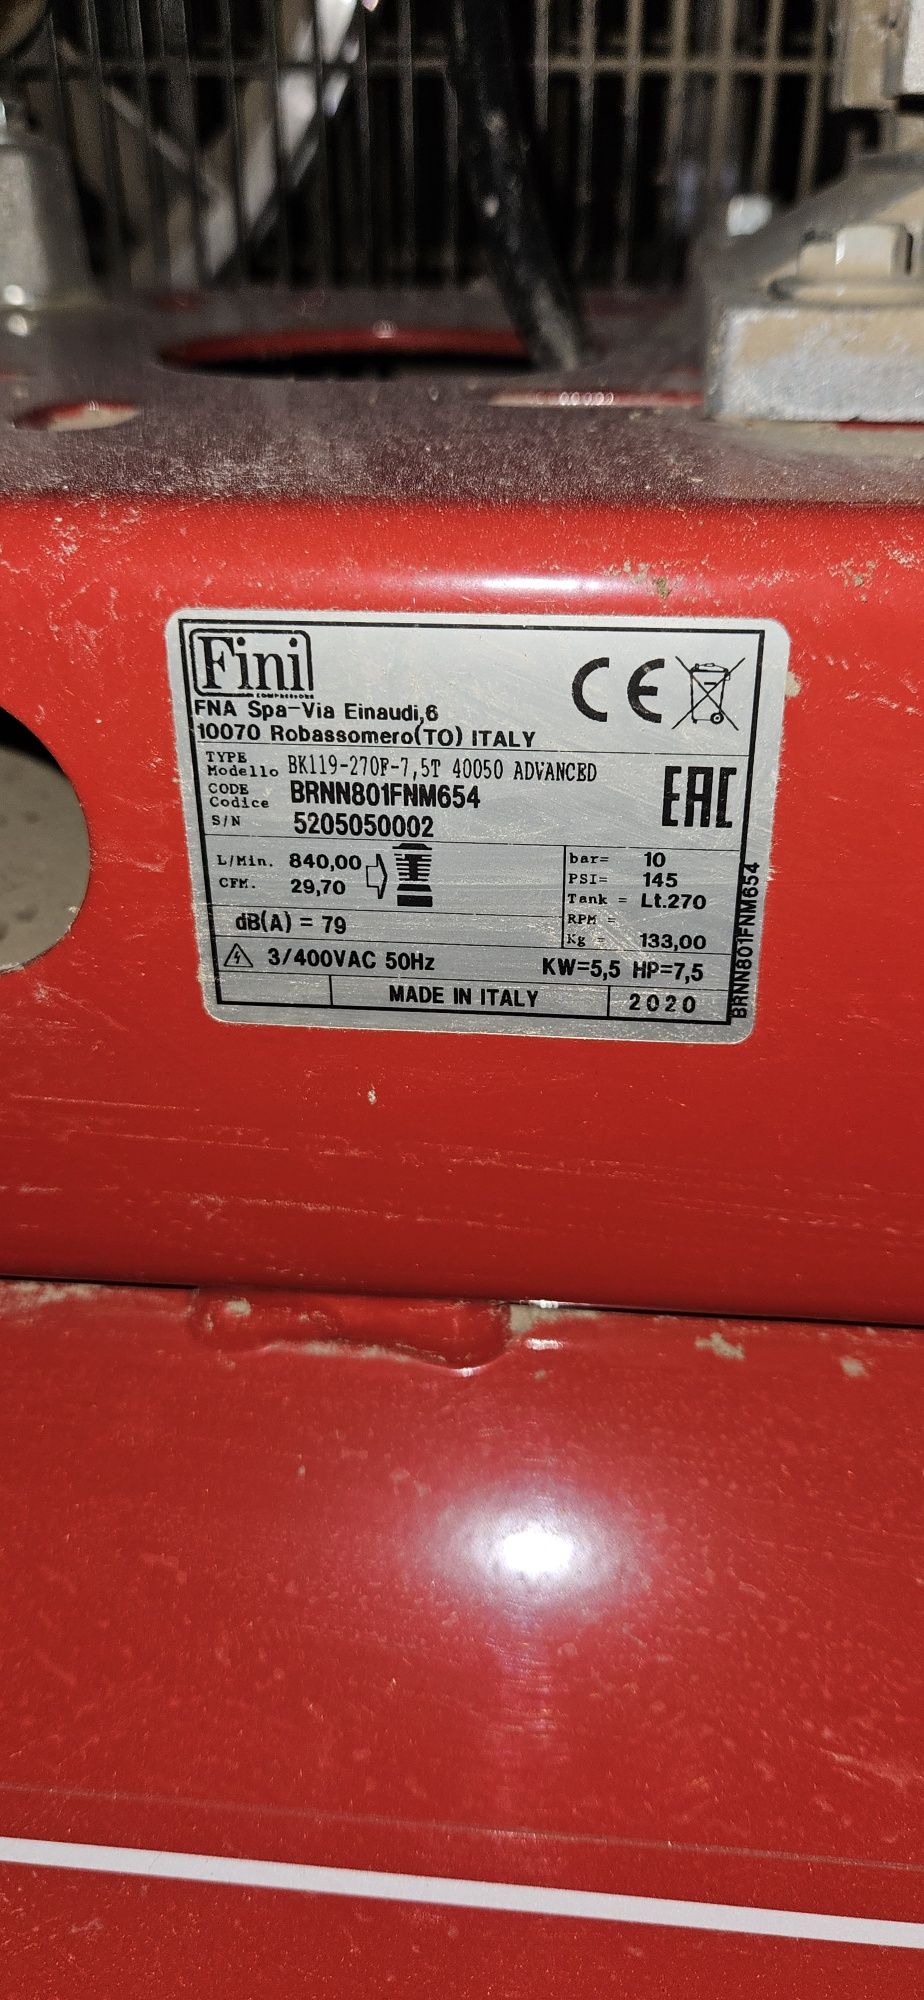 Fini
COMPRESSORS
FNA Spa-Via Einaudi,6
10070 Robassomero(TO) ITALY
CE
TYPE
Modello BK119-270F-7,5T 40050 ADVANCED
CODE
Codice BRNN801FNM654
S/N 5205050002
EAC
L/Min. 840,00
CFM. 29,70
dB(A) = 79
bar= 10
PSI= 145
Tank = Lt.270
RPM =
Kg = 133,00
3/400VAC 50Hz KW=5,5 HP=7,5
MADE IN ITALY 2020
BRNN801FNM654